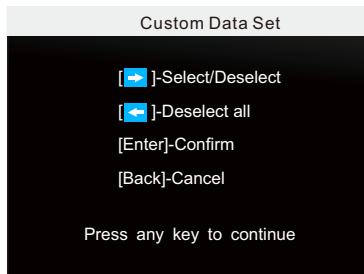 Custom Data Set
[➡]-Select/Deselect
[⬅]-Deselect all
[Enter]-Confirm
[Back]-Cancel
Press any key to continue